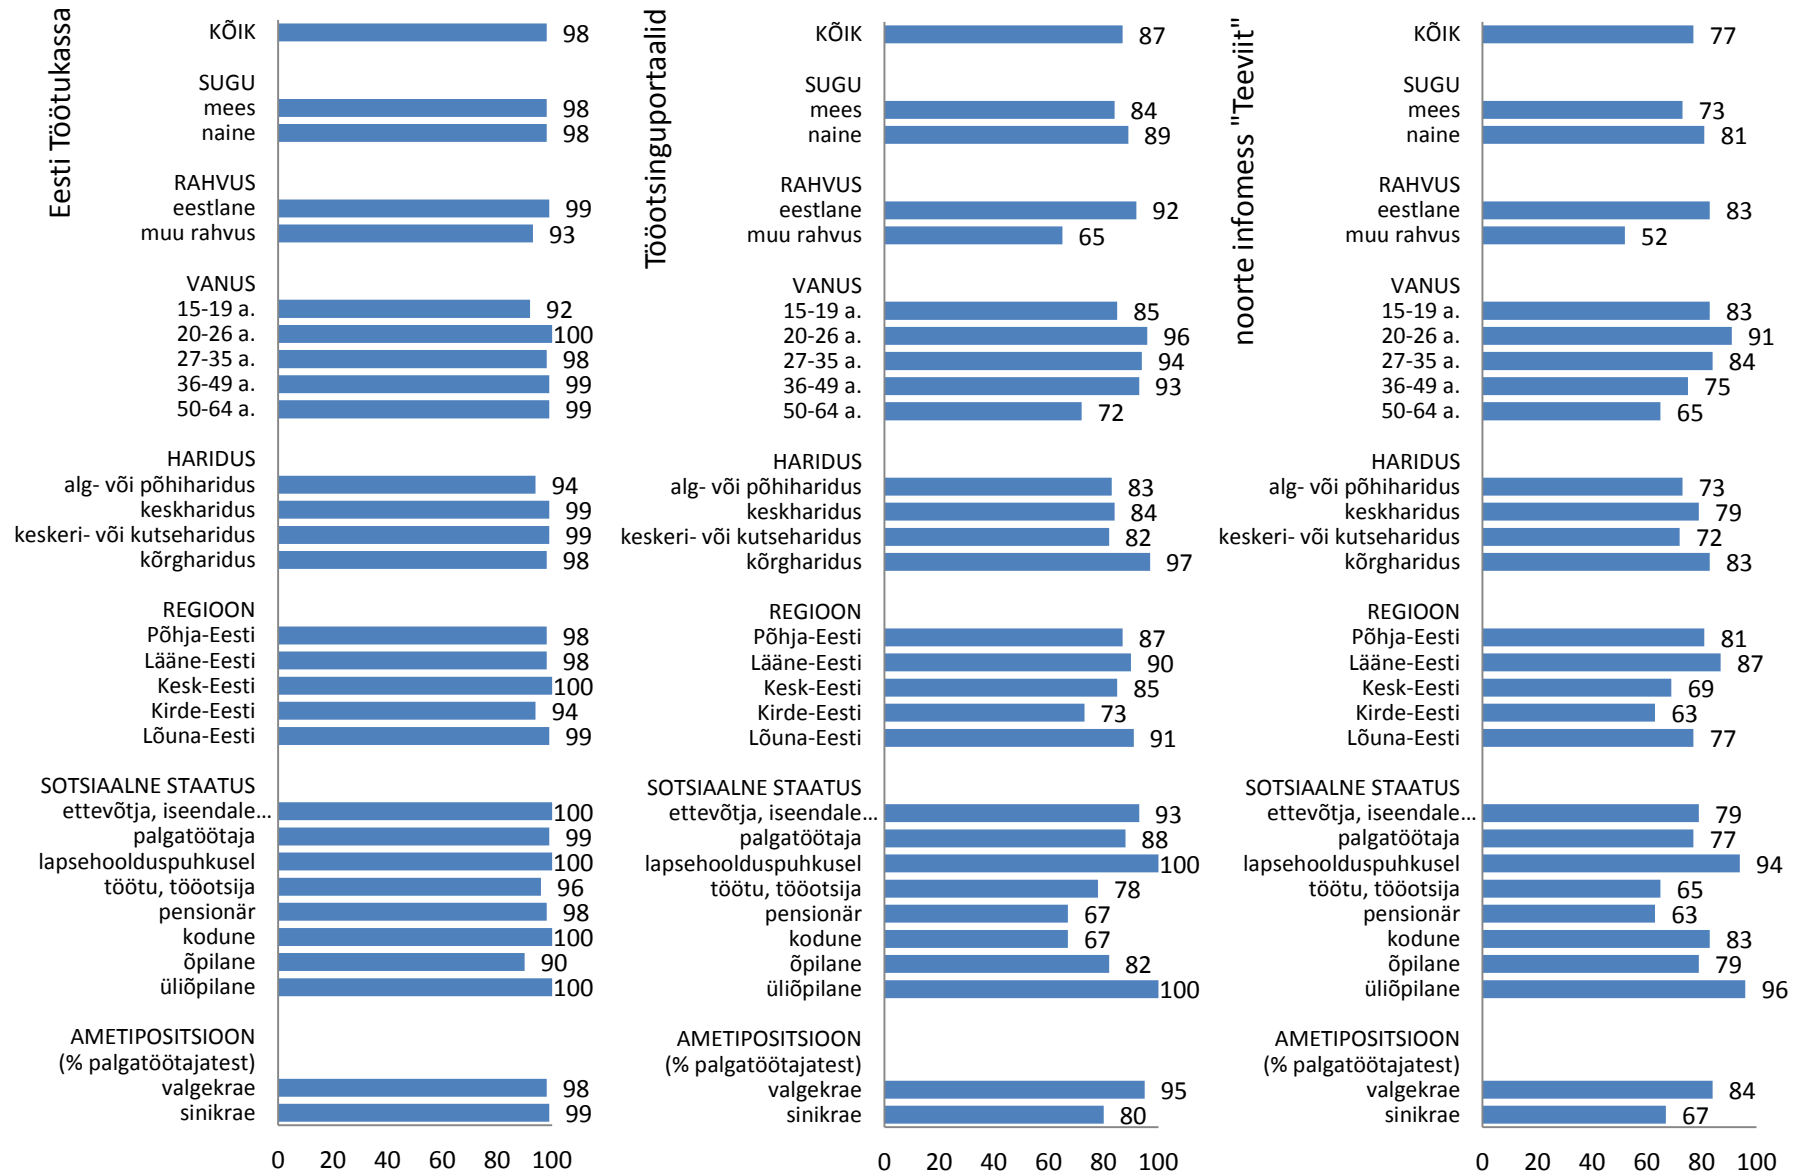 Eesti Töötukassa
KÕIK 98
SUGU
mees 98
naine 98
RAHVUS
eestlane 99
muu rahvus 93
VANUS
15-19 a. 92
20-26 a. 100
27-35 a. 98
36-49 a. 99
50-64 a. 99
HARIDUS
alg- või põhiharidus 94
keskharidus 99
keskeri- või kutseharidus 99
kõrgharidus 98
REGIOON
Põhja-Eesti 98
Lääne-Eesti 98
Kesk-Eesti 100
Kirde-Eesti 94
Lõuna-Eesti 99
SOTSIAALNE STAATUS
ettevõtja, iseendale... 100
palgatöötaja 99
lapsehoolduspuhkusel 100
töötu, tööotsija 96
pensionär 98
kodune 100
õpilane 90
üliõpilane 100
AMETIPOSITSIOON
(% palgatöötajatest)
valgekrae 98
sinikrae 99
0 20 40 60 80 100
Töööotsinguportaalid
KÕIK 87
SUGU
mees 84
naine 89
RAHVUS
eestlane 92
muu rahvus 65
VANUS
15-19 a. 85
20-26 a. 96
27-35 a. 94
36-49 a. 93
50-64 a. 72
HARIDUS
alg- või põhiharidus 83
keskharidus 84
keskeri- või kutseharidus 82
kõrgharidus 97
REGIOON
Põhja-Eesti 87
Lääne-Eesti 90
Kesk-Eesti 85
Kirde-Eesti 73
Lõuna-Eesti 91
SOTSIAALNE STAATUS
ettevõtja, iseendale... 93
palgatöötaja 88
lapsehoolduspuhkusel 100
töötu, tööotsija 78
pensionär 67
kodune 67
õpilane 82
üliõpilane 100
AMETIPOSITSIOON
(% palgatöötajatest)
valgekrae 95
sinikrae 80
0 20 40 60 80 100
noorte infomess "Teeviit"
KÕIK 77
SUGU
mees 73
naine 81
RAHVUS
eestlane 83
muu rahvus 52
VANUS
15-19 a. 83
20-26 a. 91
27-35 a. 84
36-49 a. 75
50-64 a. 65
HARIDUS
alg- või põhiharidus 73
keskharidus 79
keskeri- või kutseharidus 72
kõrgharidus 83
REGIOON
Põhja-Eesti 81
Lääne-Eesti 87
Kesk-Eesti 69
Kirde-Eesti 63
Lõuna-Eesti 77
SOTSIAALNE STAATUS
ettevõtja, iseendale... 79
palgatöötaja 77
lapsehoolduspuhkusel 94
töötu, tööotsija 65
pensionär 63
kodune 83
õpilane 79
üliõpilane 96
AMETIPOSITSIOON
(% palgatöötajatest)
valgekrae 84
sinikrae 67
0 20 40 60 80 100